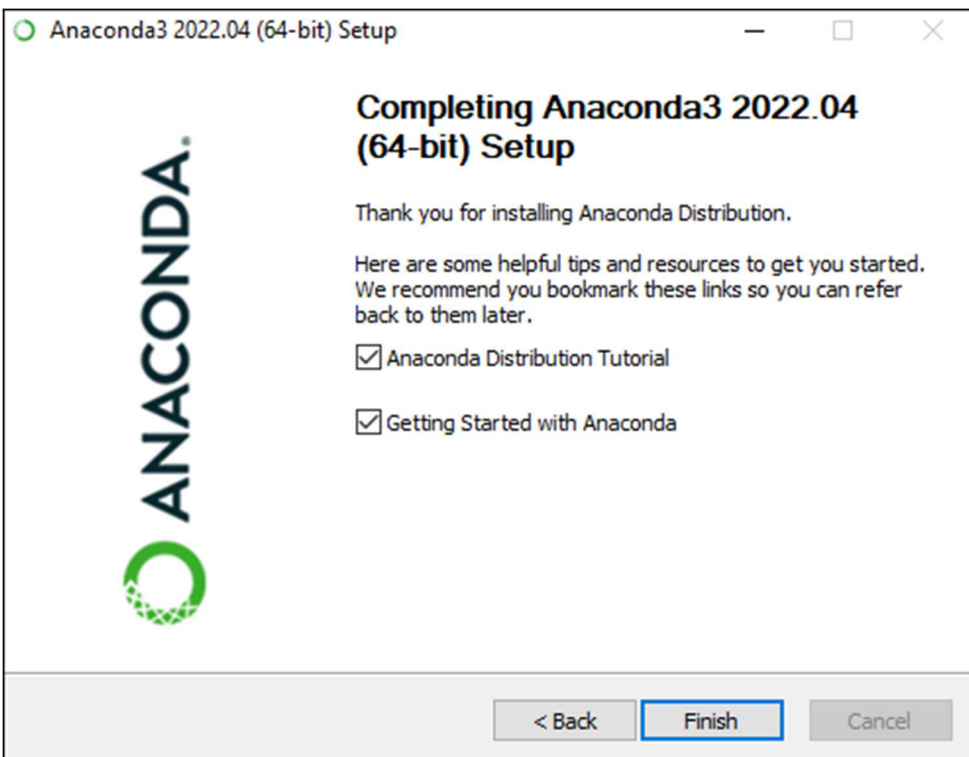 Anaconda3 2022.04 (64-bit) Setup
ANACONDA.
Completing Anaconda3 2022.04
(64-bit) Setup
Thank you for installing Anaconda Distribution.
Here are some helpful tips and resources to get you started.
We recommend you bookmark these links so you can refer
back to them later.
Anaconda Distribution Tutorial
Getting Started with Anaconda
< Back
Finish
Cancel